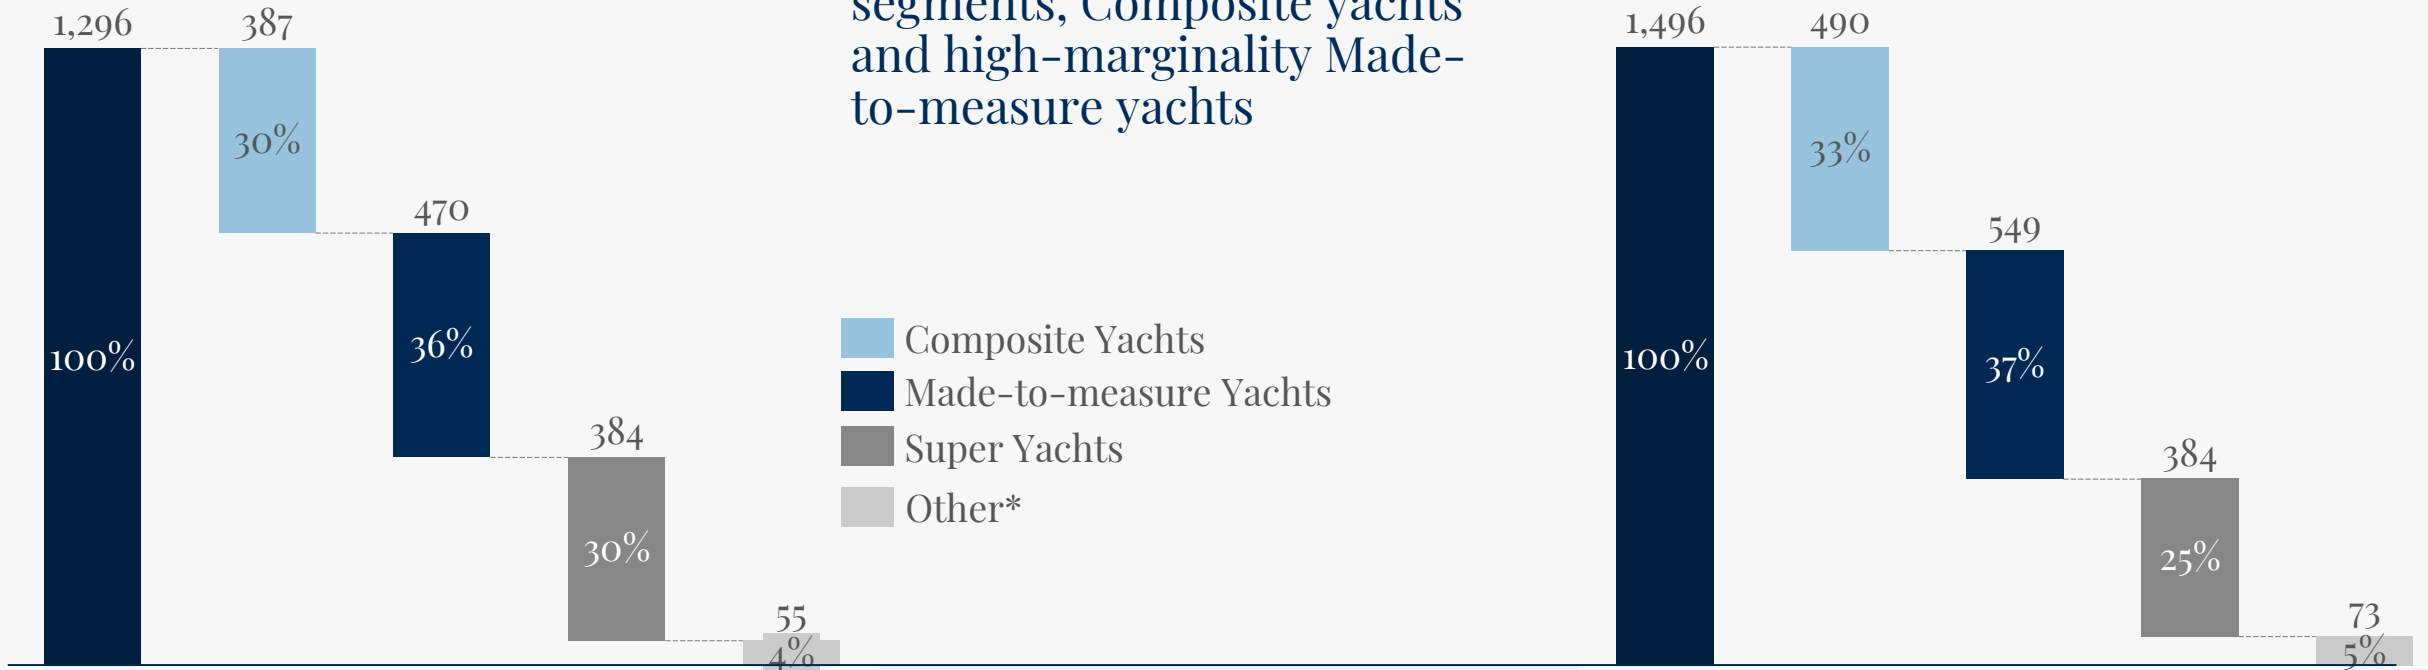 1,296
387
30%
470
100%
36%
384
30%
55
4%
segments, Composite yachts
and high-marginality Made-
to-measure yachts
Composite Yachts
Made-to-measure Yachts
Super Yachts
Other*
1,496
490
33%
549
100%
37%
384
25%
73
5%